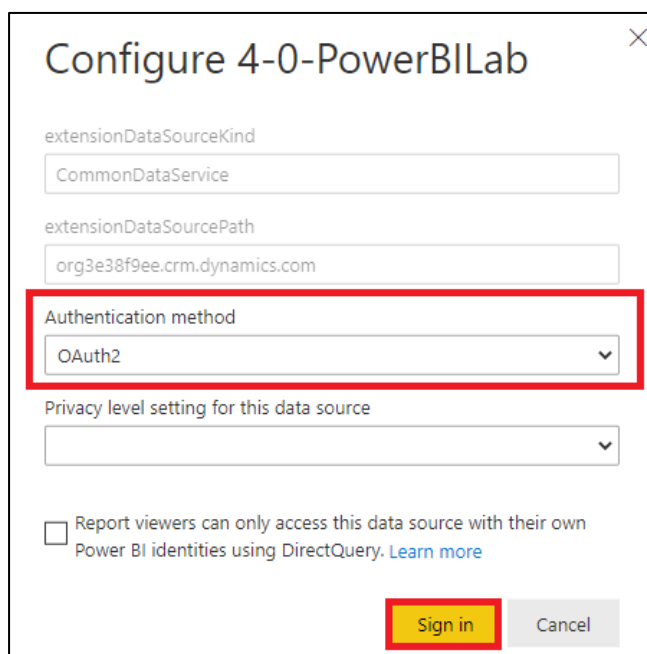 Configure 4-0-PowerBILab
extensionDataSourceKind
CommonDataService
extensionDataSourcePath
org3e38f9ee.crm.dynamics.com
Authentication method
OAuth2
Privacy level setting for this data source
Report viewers can only access this data source with their own
Power BI identities using DirectQuery. Learn more
Sign in
Cancel